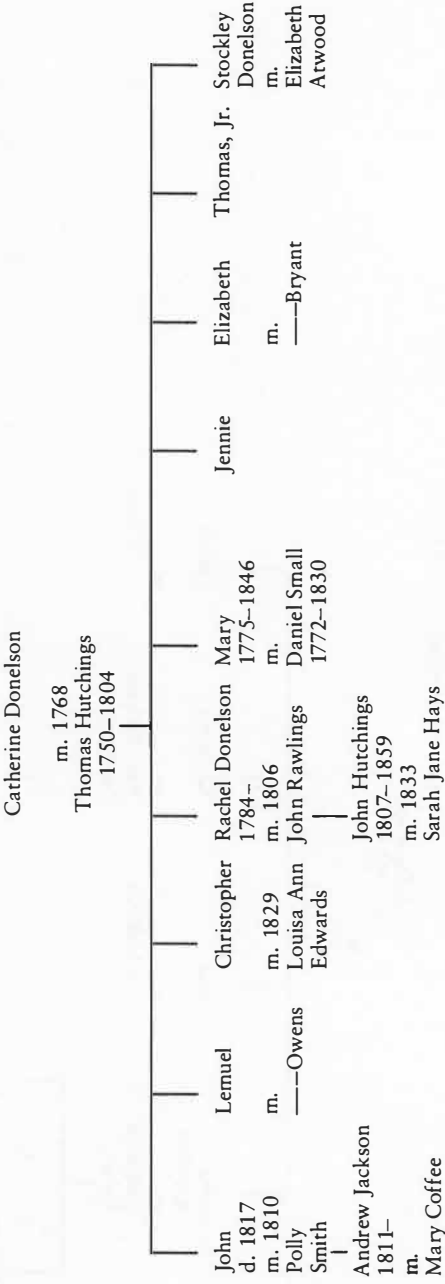 Catherine Donelson
m. 1768
Thomas Hutchings
1750–1804
John
d. 1817
m. 1810
Polly
Smith
Andrew Jackson
1811–
m.
Mary Coffee
Lemuel
m.
——Owens
Christopher
m. 1829
Louisa Ann
Edwards
Rachel Donelson
1784–
m. 1806
John Rawlings
John Hutchings
1807–1859
m. 1833
Sarah Jane Hays
Mary
1775–1846
m.
Daniel Small
1772–1830
Jennie
Elizabeth
m.
——Bryant
Thomas, Jr.
Stockley
Donelson
m.
Elizabeth
Atwood